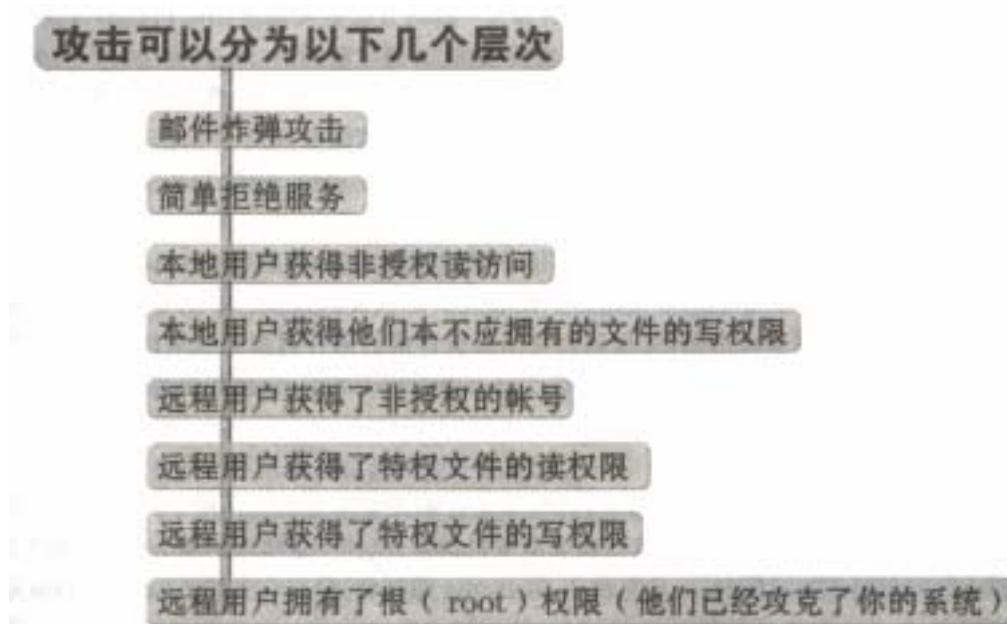 攻击可以分为以下几个层次
邮件炸弹攻击
简单拒绝服务
本地用户获得非授权读访问
本地用户获得他们本不应拥有的文件的写权限
远程用户获得了非授权的帐号
远程用户获得了特权文件的读权限
远程用户获得了特权文件的写权限
远程用户拥有了根（root）权限（他们已经攻克了你的系统）